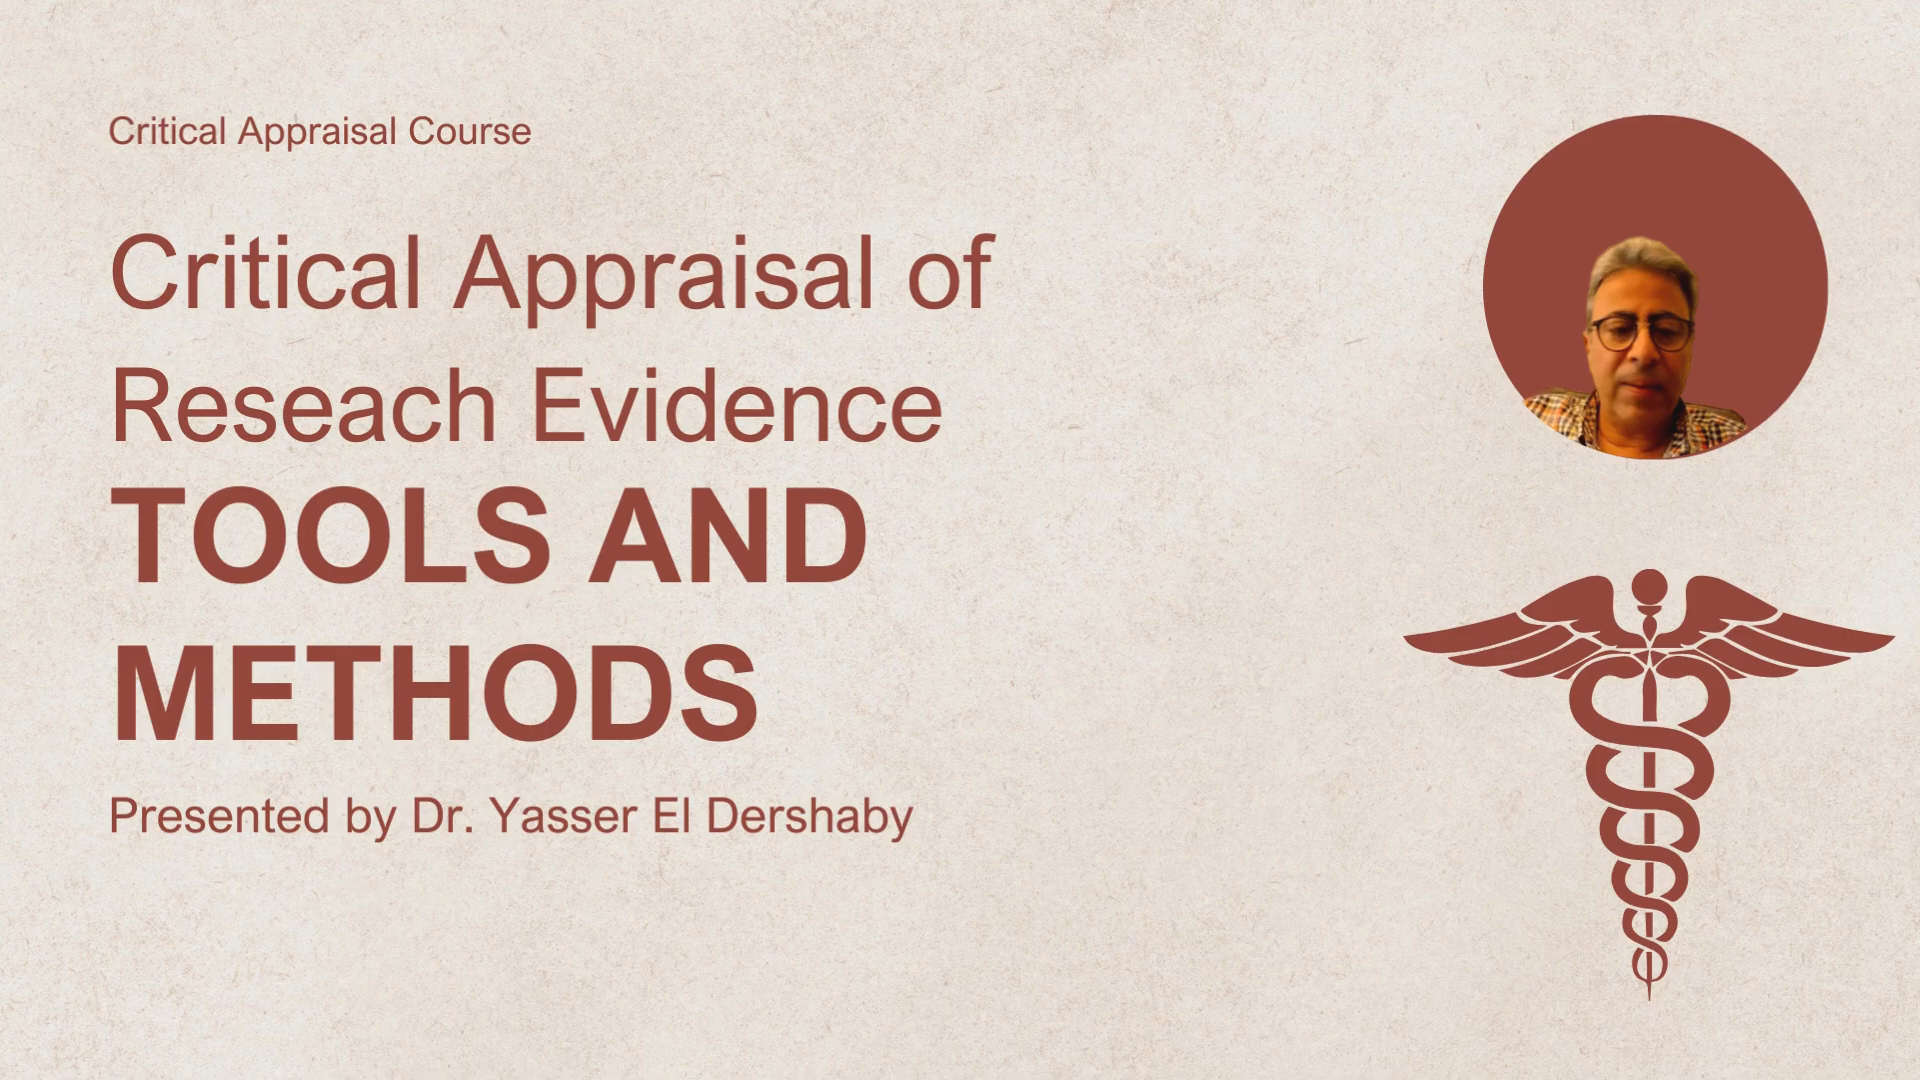 Critical Appraisal Course
Critical Appraisal of
Reseach Evidence
TOOLS AND
METHODS
Presented by Dr. Yasser El Dershaby